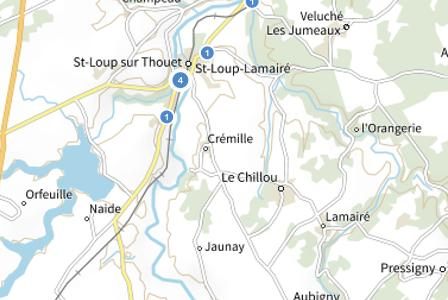 Champeau
1
Veluché
Les Jumeaux
1
St-Loup sur Thouet
St-Loup-Lamairé
4
1
l'Orangerie
Crémille
Le Chillou
Orfeuille
Naide
Lamairé
Jaunay
Pressigny
Aubigny